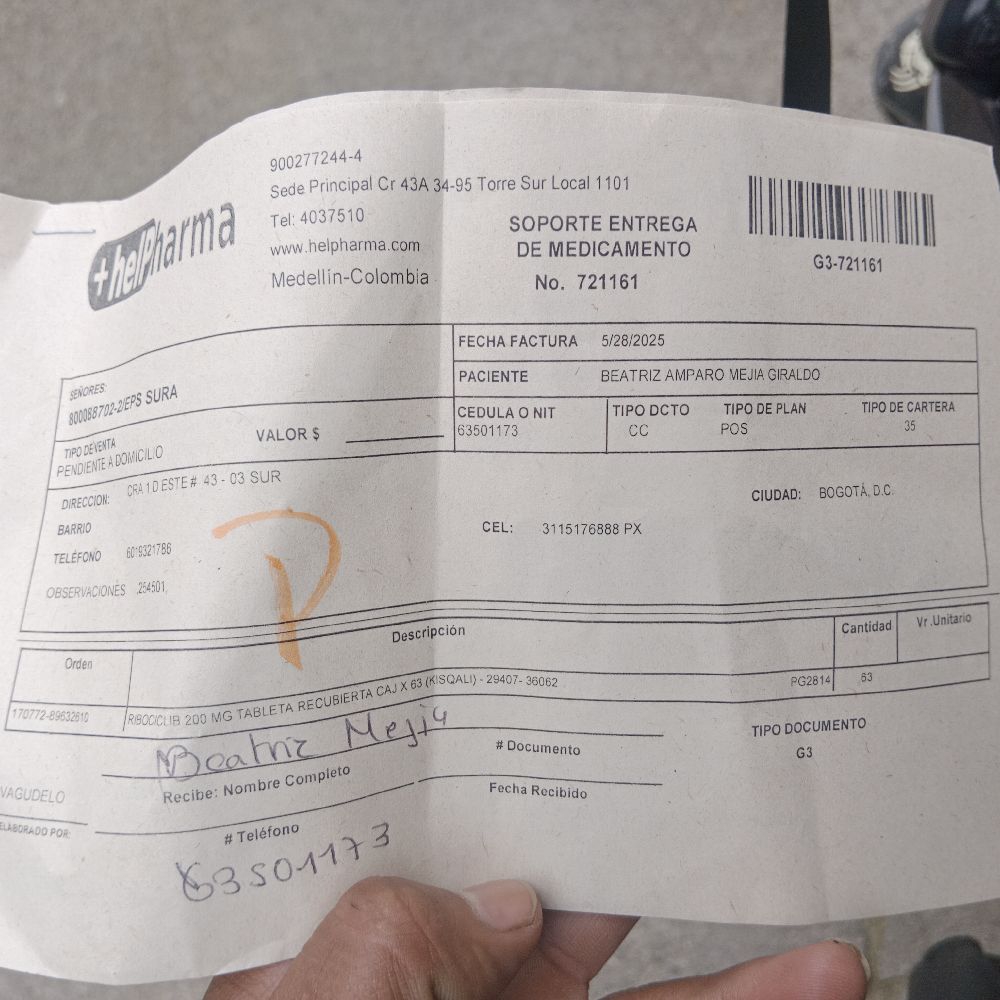 +helPharma
900277244-4
Sede Principal Cr 43A 34-95 Torre Sur Local 1101
Tel: 4037510
www.helpharma.com
Medellín-Colombia
SOPORTE ENTREGA
DE MEDICAMENTO
No. 721161
G3-721161
SEÑORES:
800088702-2/EPS SURA
FECHA FACTURA 5/28/2025
PACIENTE BEATRIZ AMPARO MEJIA GIRALDO
CEDULA O NIT TIPO DCTO TIPO DE PLAN TIPO DE CARTERA
63501173 CC POS 35
TIPO DE VENTA VALOR $
PENDIENTE A DOMICILIO
DIRECCION: CRA 1 D ESTE # 43 - 03 SUR CIUDAD: BOGOTÁ, D.C.
BARRIO
CEL: 3115176888 PX
TELÉFONO 6019321786
OBSERVACIONES .254501,
P
Orden Descripción Cantidad Vr .Unitario
170772-89632610 RIBOCICLIB 200 MG TABLETA RECUBIERTA CAJ X 63 (KISQALI) - 29407- 36062 PG2814 63
Beatriz Mejia
Recibe: Nombre Completo # Documento
TIPO DOCUMENTO
G3
VAGUDELO
ELABORADO POR: # Teléfono Fecha Recibido
63501173